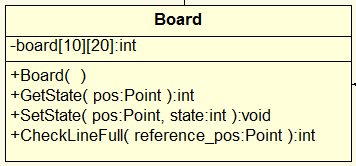 Board
-board[10][20]:int
+Board( )
+GetState( pos:Point ):int
+SetState( pos:Point, state:int ):void
+CheckLineFull( reference_pos:Point ):int